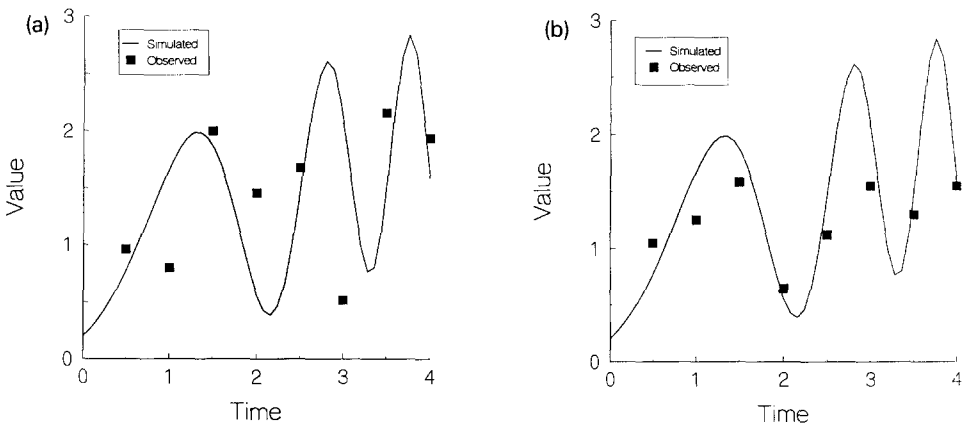 (a)
3
2
1
0
Value
Simulated
Observed
0 1 2 3 4
Time
(b)
3
2
1
0
Value
Simulated
Observed
0 1 2 3 4
Time